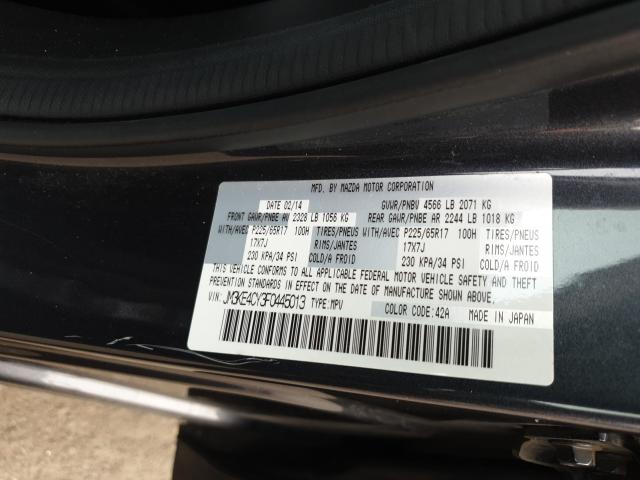 MFD. BY MAZDA MOTOR CORPORATION
DATE 02/14 GVWR/PNBV 4566 LB 2071 KG
FRONT GAWR/PNBE AV 2328 LB 1056 KG REAR GAWR/PNBE AR 2244 LB 1018 KG
WITH/AVEC P225/65R17 100H TIRES/PNEUS WITH/AVEC P225/65R17 100H TIRES/PNEUS
17X7J RIMS/JANTES 17X7J RIMS/JANTES
230 KPA/34 PSI COLD/A FROID 230 KPA/34 PSI COLD/A FROID
THIS VEHICLE CONFORMS TO ALL APPLICABLE FEDERAL MOTOR VEHICLE SAFETY AND THEFT
PREVENTION STANDARDS IN EFFECT ON THE DATE OF MANUFACTURE SHOWN ABOVE.
VIN: JM3KE4CY3F0445013 TYPE:MPV COLOR CODE:42A MADE IN JAPAN